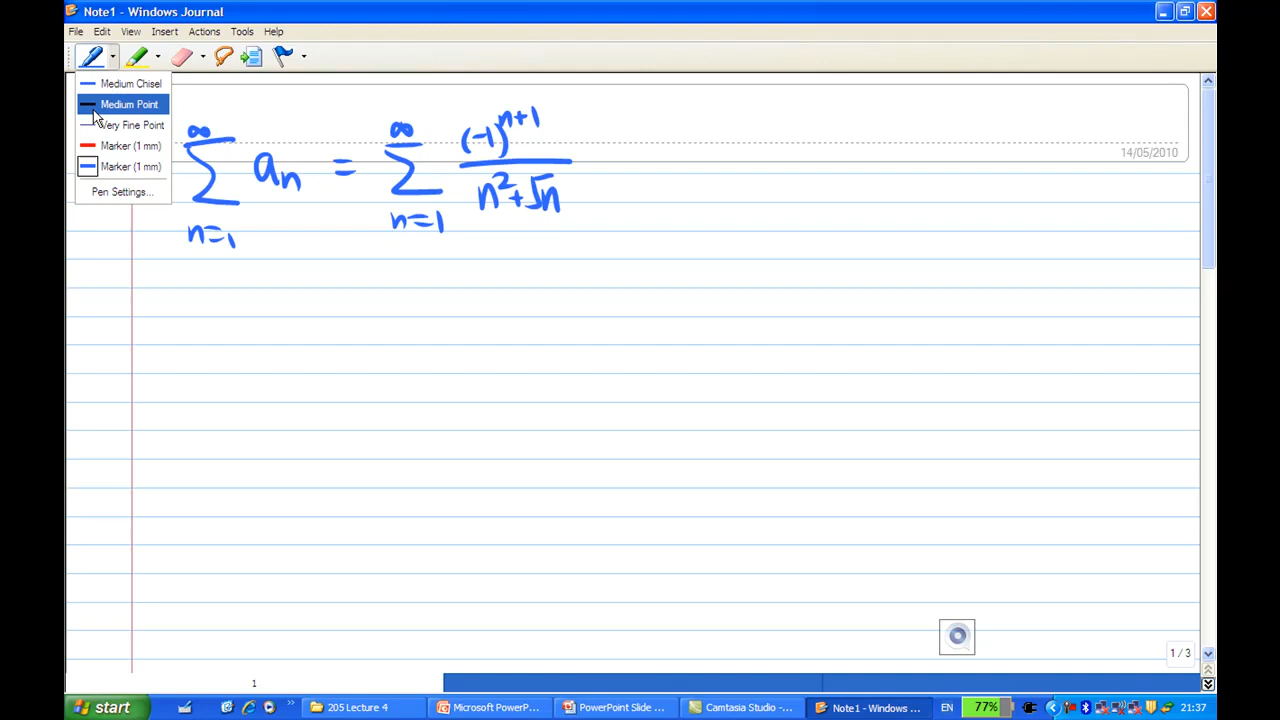 Note1 - Windows Journal
File Edit View Insert Actions Tools Help
Medium Chisel
Medium Point
Very Fine Point
Marker (1 mm)
Marker (1 mm)
Pen Settings...
14/05/2010
∞ ∞ (-1)^{n+1}
∑ a_n = ∑ ―
n=1 n=1 n²+√n
1 / 3
1
start 205 Lecture 4 Microsoft PowerP... PowerPoint Slide ... Camtasia Studio -... Note1 - Windows ... EN 77% 21:37